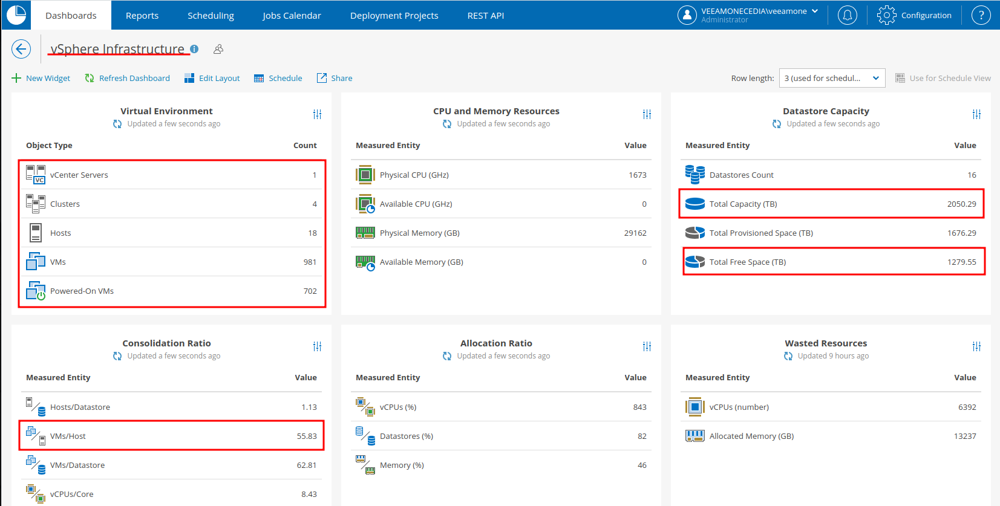 Dashboards Reports Scheduling Jobs Calendar Deployment Projects REST API VEEAMONECEDIA\veeamone Administrator Configuration ?
vSphere Infrastructure i
New Widget Refresh Dashboard Edit Layout Schedule Share Row length: 3 (used for schedul... Use for Schedule View
Virtual Environment
Updated a few seconds ago
Object Type Count
VC vCenter Servers 1
Clusters 4
Hosts 18
VMs 981
Powered-On VMs 702
CPU and Memory Resources
Updated a few seconds ago
Measured Entity Value
Physical CPU (GHz) 1673
Available CPU (GHz) 0
Physical Memory (GB) 29162
Available Memory (GB) 0
Datastore Capacity
Updated a few seconds ago
Measured Entity Value
Datastores Count 16
Total Capacity (TB) 2050.29
Total Provisioned Space (TB) 1676.29
Total Free Space (TB) 1279.55
Consolidation Ratio
Updated a few seconds ago
Measured Entity Value
Hosts/Datastore 1.13
VMs/Host 55.83
VMs/Datastore 62.81
vCPUs/Core 8.43
Allocation Ratio
Updated a few seconds ago
Measured Entity Value
vCPUs (%) 843
Datastores (%) 82
Memory (%) 46
Wasted Resources
Updated 9 hours ago
Measured Entity Value
vCPUs (number) 6392
Allocated Memory (GB) 13237